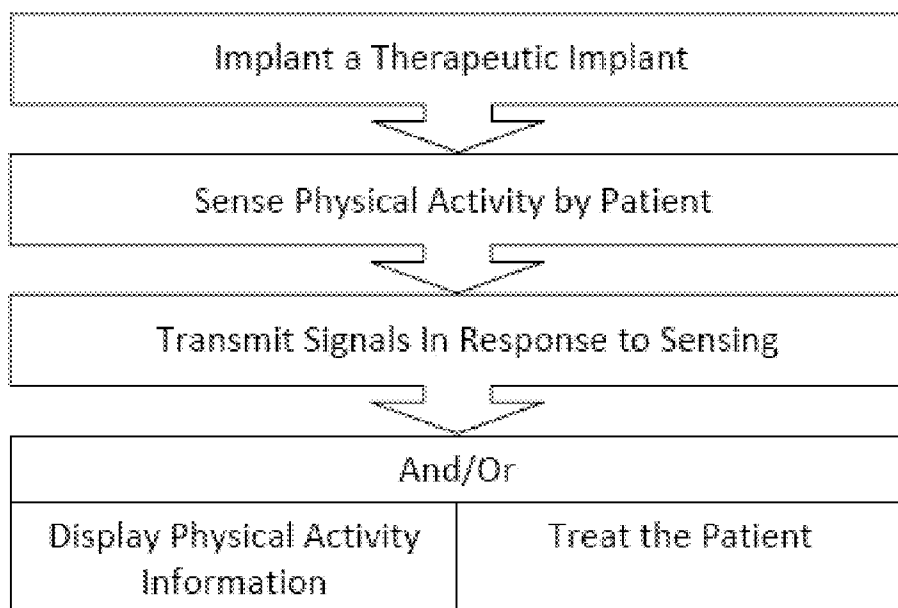 Implant a Therapeutic Implant
Sense Physical Activity by Patient
Transmit Signals In Response to Sensing
And/Or
Display Physical Activity
Information
Treat the Patient